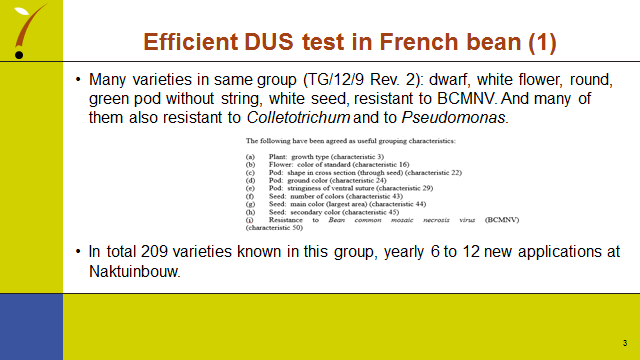 Efficient DUS test in French bean (1)
• Many varieties in same group (TG/12/9 Rev. 2): dwarf, white flower, round,
green pod without string, white seed, resistant to BCMNV. And many of
them also resistant to Colletotrichum and to Pseudomonas.
The following have been agreed as useful grouping characteristics:
(a) Plant: growth type (characteristic 3)
(b) Flower: color of standard (characteristic 16)
(c) Pod: shape in cross section (through seed) (characteristic 22)
(d) Pod: ground color (characteristic 24)
(e) Pod: stringiness of ventral suture (characteristic 29)
(f) Seed: number of colors (characteristic 43)
(g) Seed: main color (largest area) (characteristic 44)
(h) Seed: secondary color (characteristic 45)
(i) Resistance to Bean common mosaic necrosis virus (BCMNV)
(characteristic 50)
• In total 209 varieties known in this group, yearly 6 to 12 new applications at
Naktuinbouw.
3